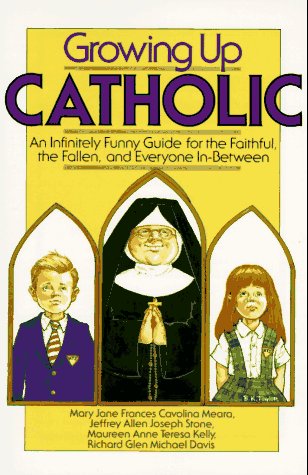 Growing Up
CATHOLIC
An Infinitely Funny Guide for the Faithful,
the Fallen, and Everyone In-Between
B.K. Taylor
Mary Jane Frances Cavolina Meara,
Jeffrey Allen Joseph Stone,
Maureen Anne Teresa Kelly,
Richard Glen Michael Davis